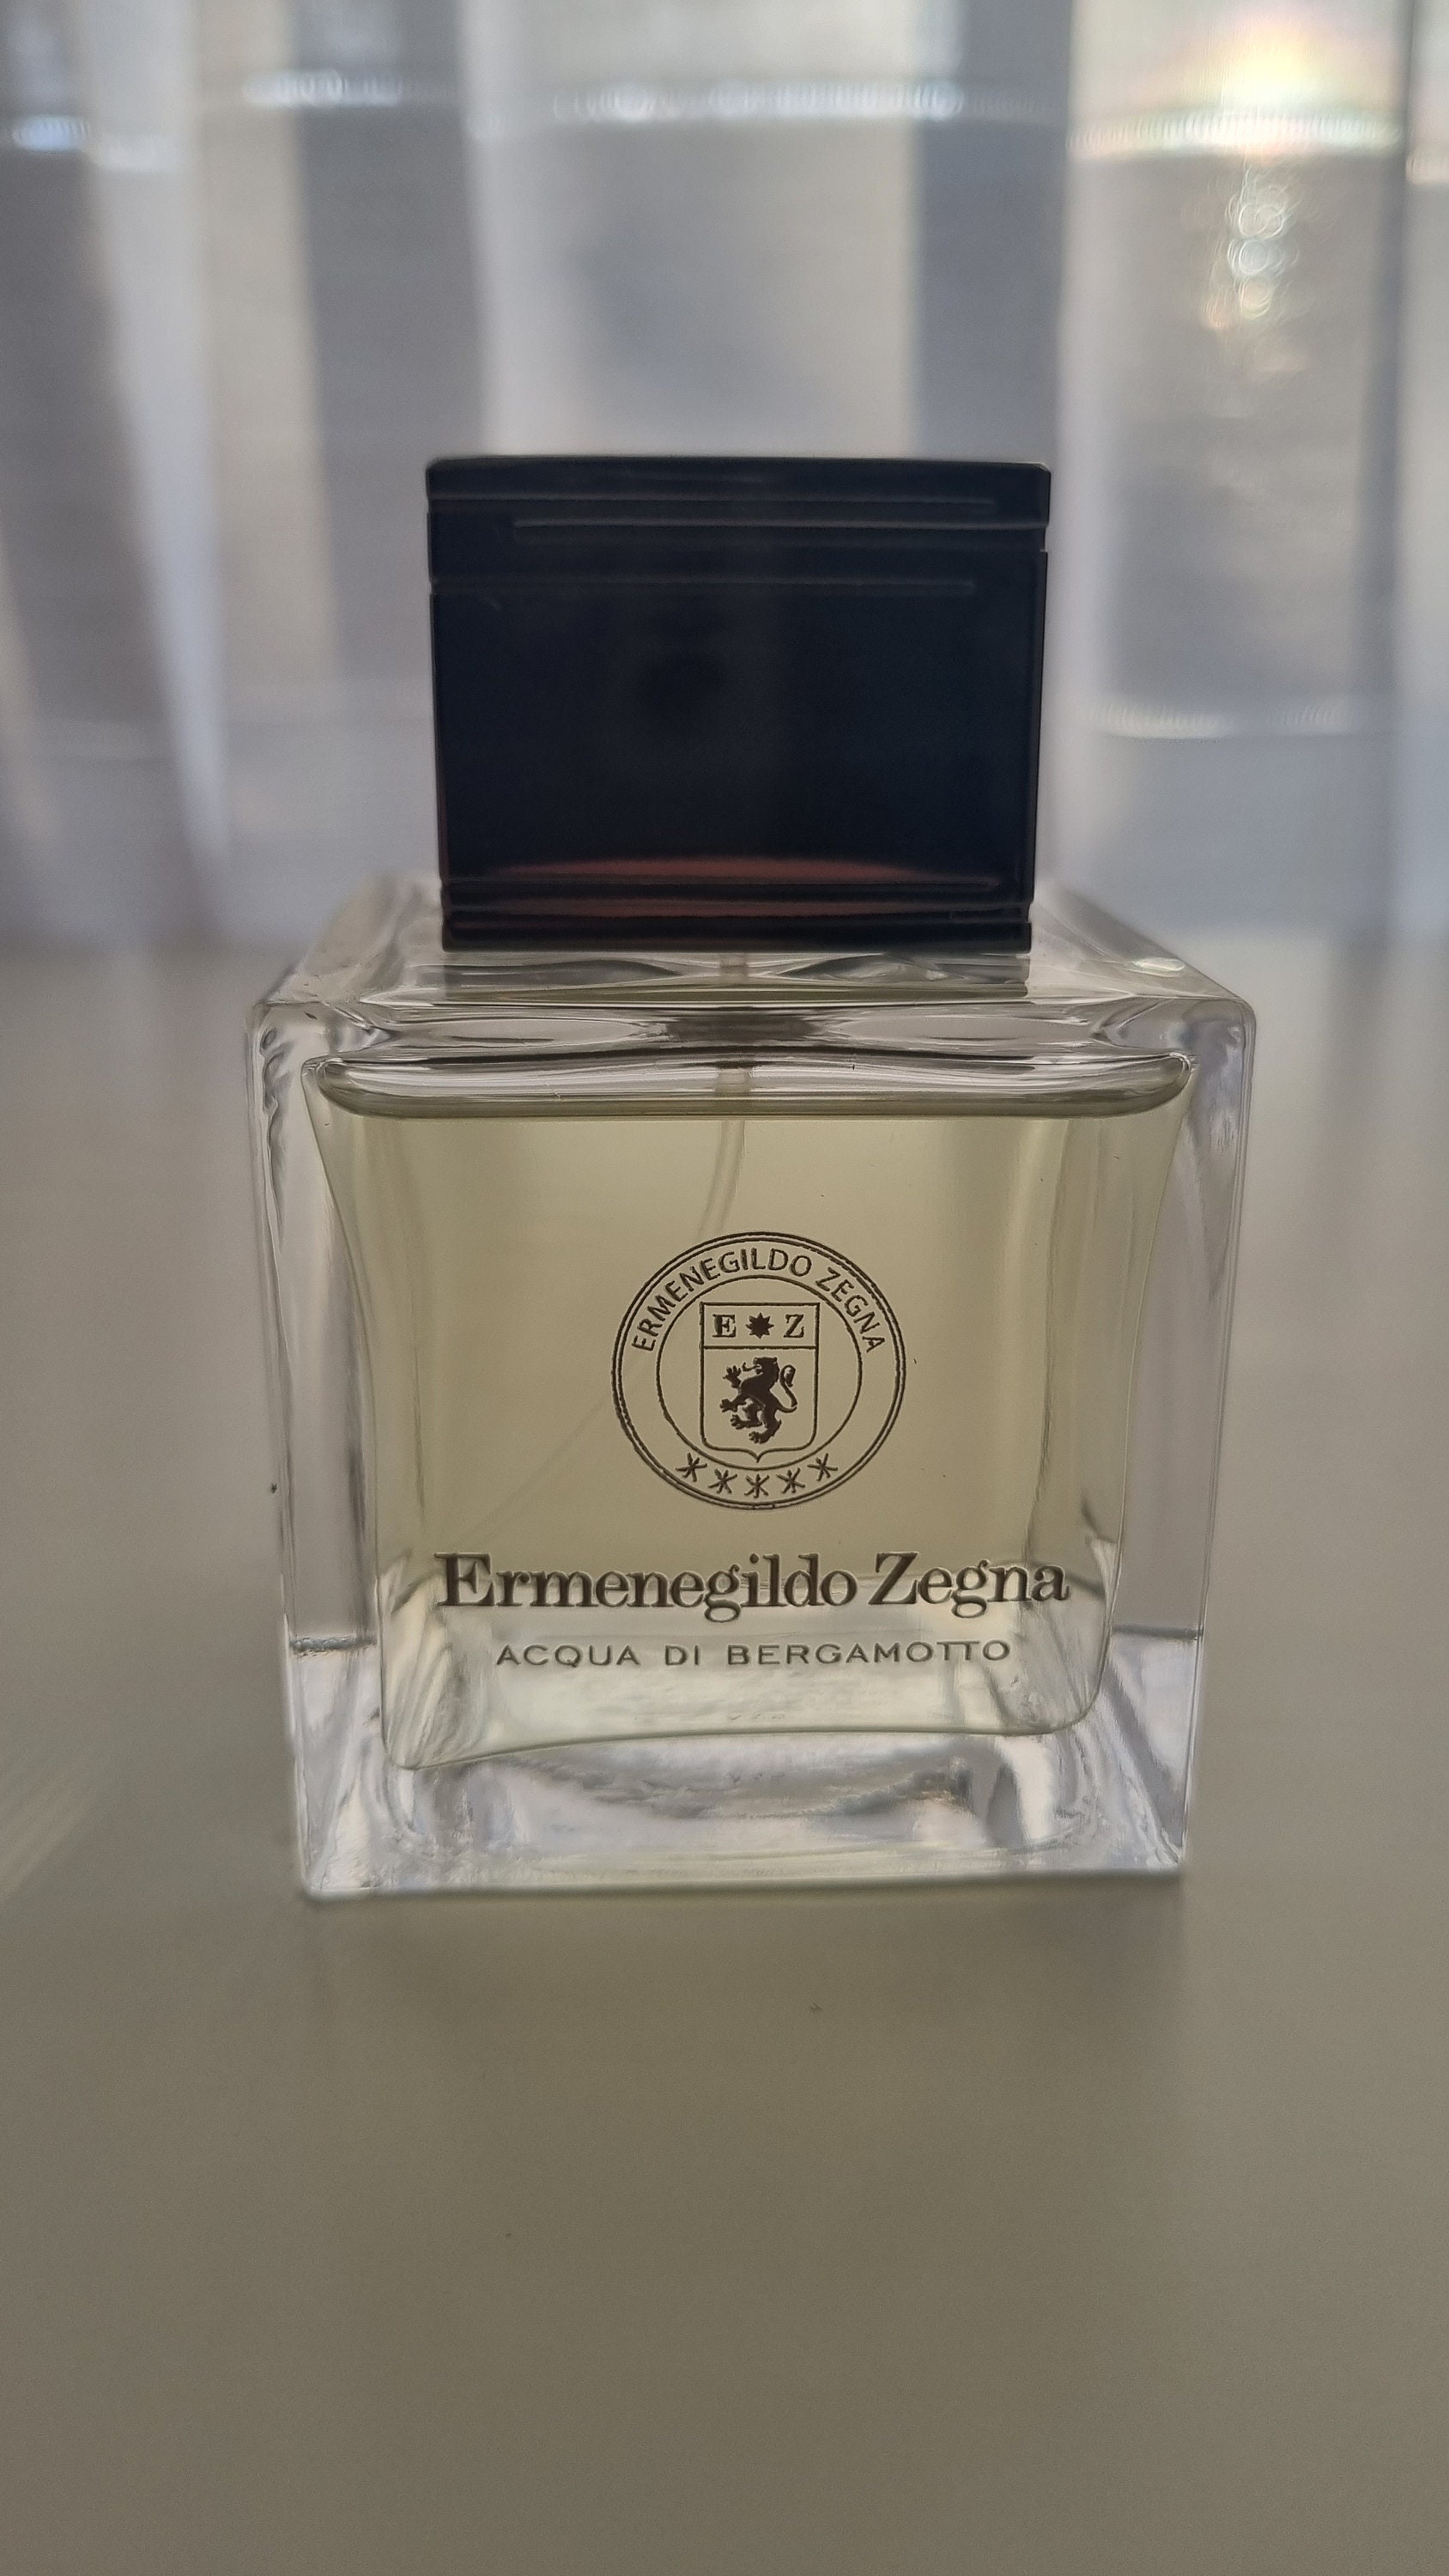 ERMENEGILDO ZEGNA
E Z
Ermenegildo Zegna
ACQUA DI BERGAMOTTO